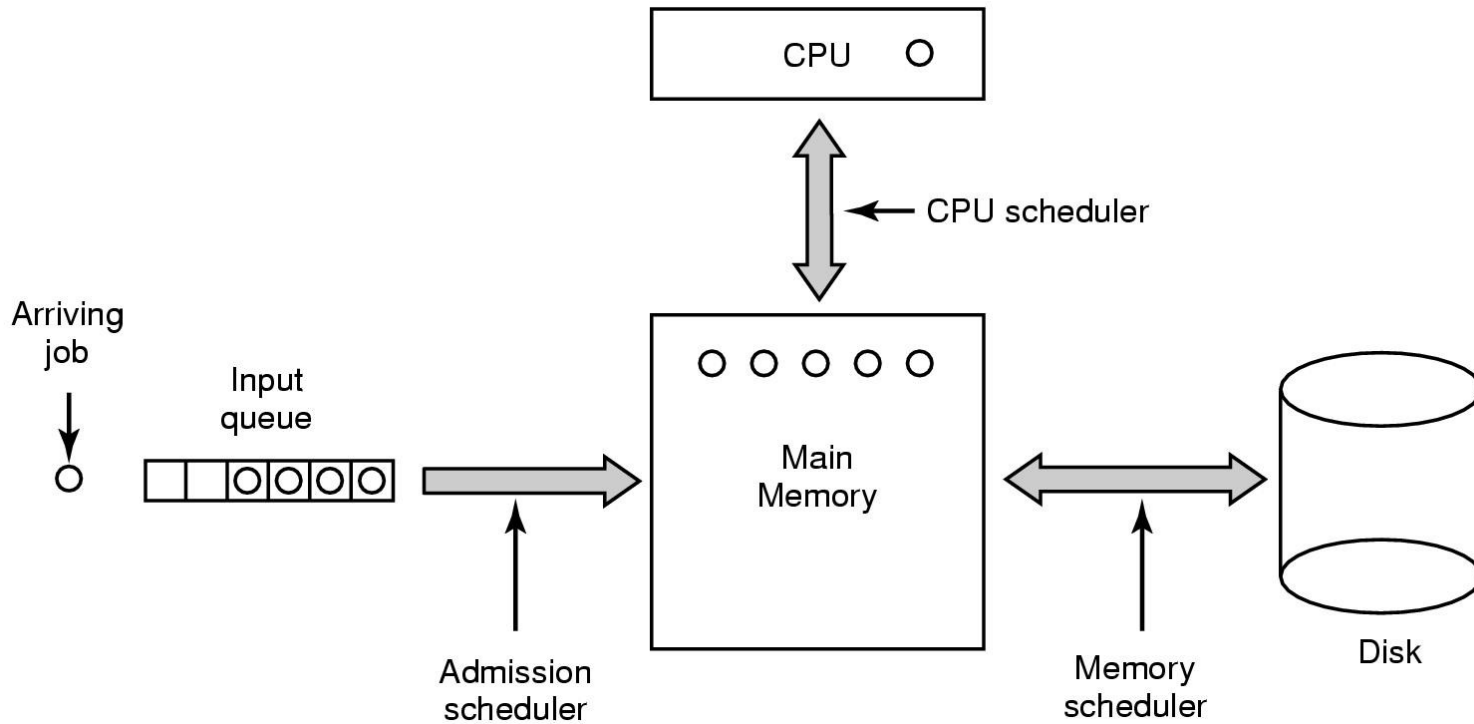 CPU
CPU scheduler
Arriving
job
Input
queue
Main
Memory
Admission
scheduler
Memory
scheduler
Disk